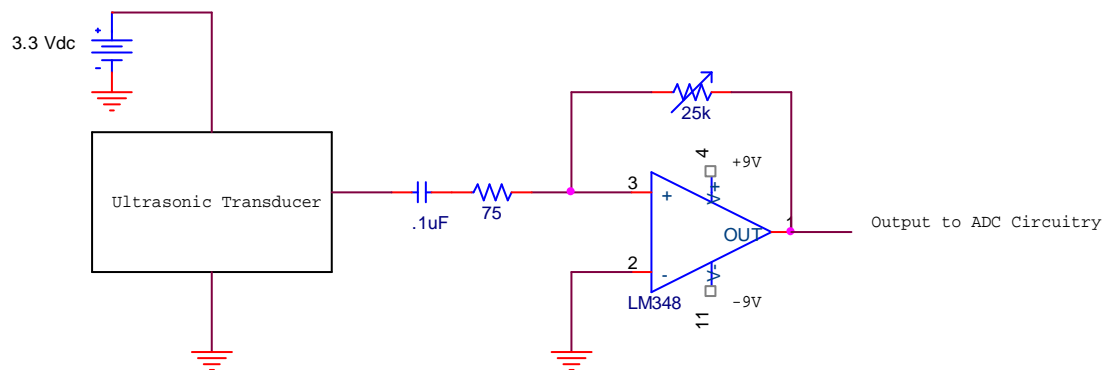 3.3 Vdc
+
-
25k
4
+9V
Ultrasonic Transducer
3
+
V+
.1uF
75
OUT
1
Output to ADC Circuitry
2
-
V-
LM348
11
-9V